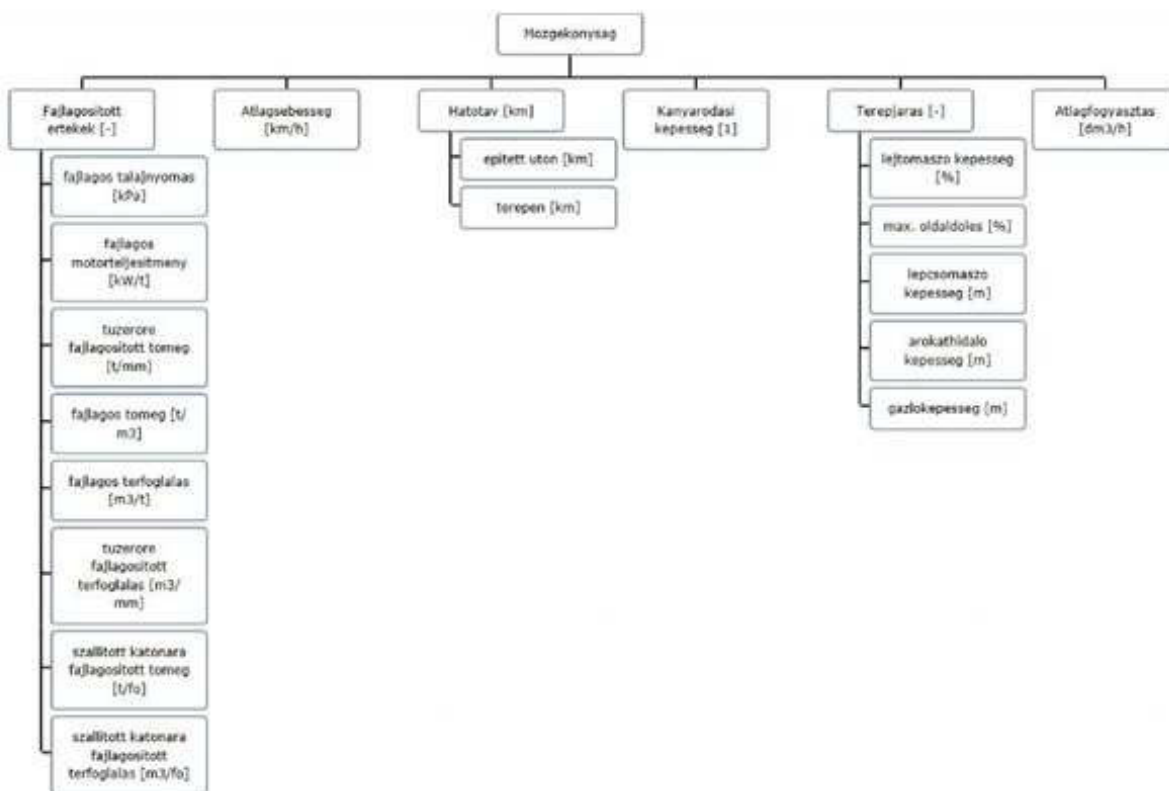 Mozgekonysag
Fajlagositott
ertekek [-]
Atlagsebesseg
[km/h]
Hatotav [km]
Kanyarodasi
kepesseg [1]
Terepjaras [-]
Atlagfogyasztas
[dm3/h]
fajlagos talajnyomas
[kPa]
fajlagos
motorteljesitmeny
[kW/t]
tuzerore
fajlagositott tomeg
[t/mm]
fajlagos tomeg [t/
m3]
fajlagos terfoglalas
[m3/t]
tuzerore
fajlagositott
terfoglalas [m3/
mm]
szallitott katonara
fajlagositott tomeg
[t/fo]
szallitott katonara
fajlagositott
terfoglalas [m3/fo]
epitett uton [km]
terepen [km]
lejtomaszo kepesseg
[%]
max. oldaldoles [%]
lepcsomaszo
kepesseg [m]
arokathidalo
kepesseg [m]
gazlokepesseg [m]